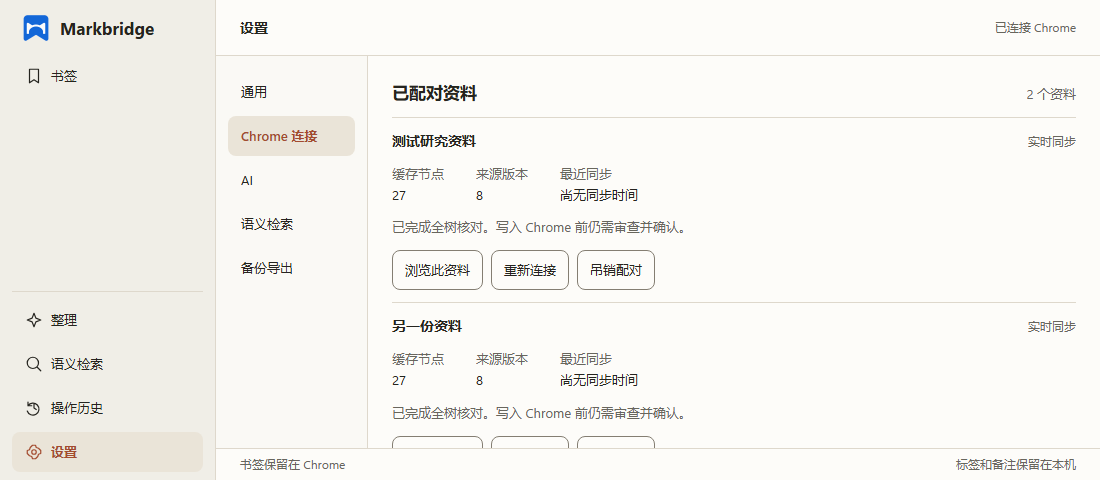 Markbridge
书签
整理
语义检索
操作历史
设置
设置
已连接 Chrome
通用
Chrome 连接
AI
语义检索
备份导出
已配对资料
2 个资料
测试研究资料
实时同步
缓存节点 来源版本 最近同步
27 8 尚无同步时间
已完成全树核对。写入 Chrome 前仍需审查并确认。
浏览此资料 重新连接 吊销配对
另一份资料
实时同步
缓存节点 来源版本 最近同步
27 8 尚无同步时间
已完成全树核对。写入 Chrome 前仍需审查并确认。
书签保留在 Chrome
标签和备注保留在本机